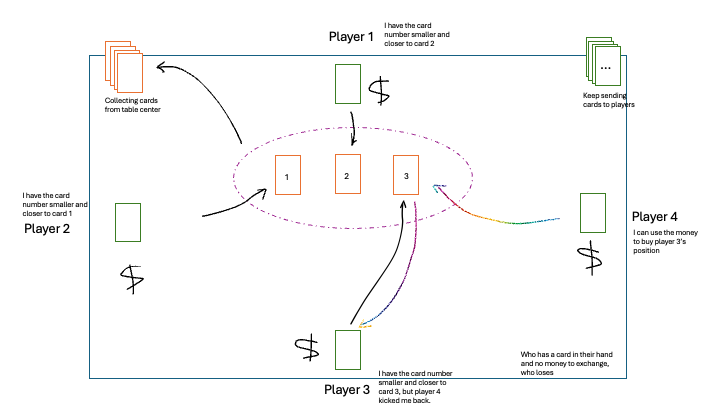 Player 1
I have the card
number smaller and
closer to card 2
Collecting cards
from table center
$
...
Keep sending
cards to players
1
2
3
I have the card
number smaller and
closer to card 1
Player 2
$
Player 4
I can use the money
to buy player 3's
position
$
$
Player 3
I have the card number
smaller and closer to
card 3, but player 4
kicked me back.
Who has a card in their hand
and no money to exchange,
who loses